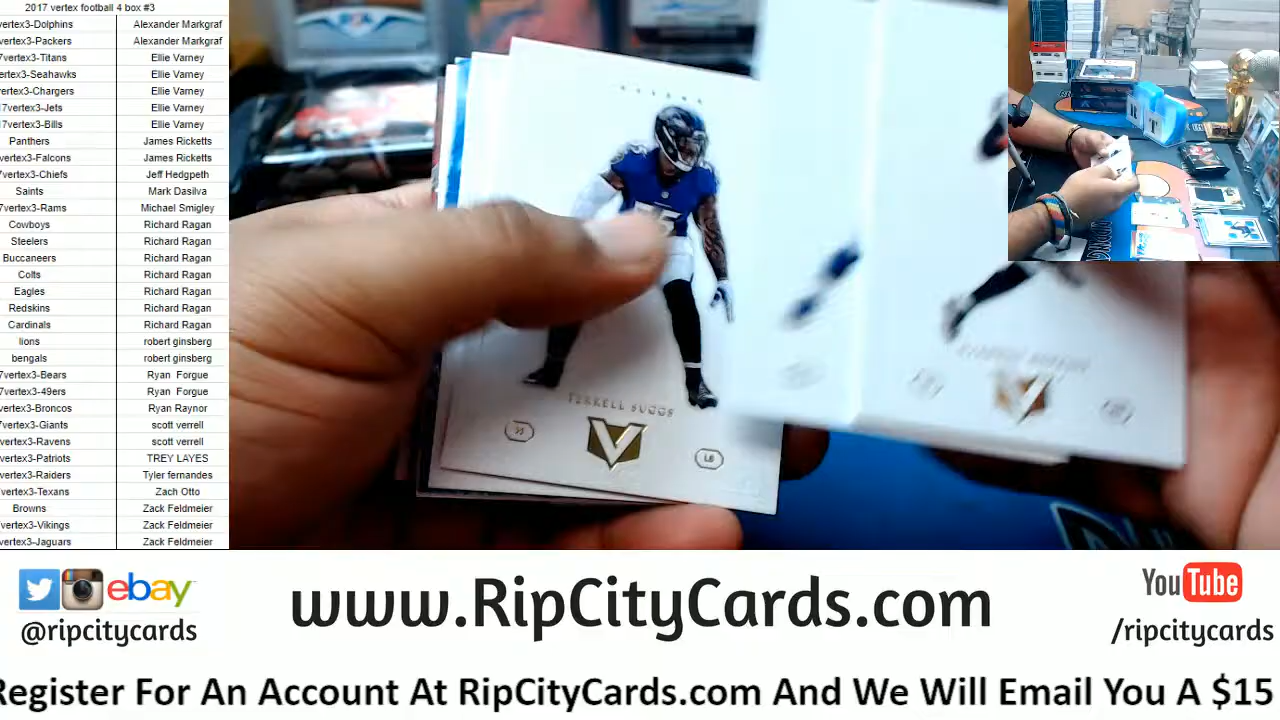 2017 vertex football 4 box #3
vertex3-Dolphins Alexander Markgraf
vertex3-Packers Alexander Markgraf
7vertex3-Titans Ellie Varney
ertex3-Seahawks Ellie Varney
ertex3-Chargers Ellie Varney
17vertex3-Jets Ellie Varney
17vertex3-Bills Ellie Varney
Panthers James Ricketts
vertex3-Falcons James Ricketts
vertex3-Chiefs Jeff Hedgpeth
Saints Mark Dasilva
7vertex3-Rams Michael Smigley
Cowboys Richard Ragan
Steelers Richard Ragan
Buccaneers Richard Ragan
Colts Richard Ragan
Eagles Richard Ragan
Redskins Richard Ragan
Cardinals Richard Ragan
lions robert ginsberg
bengals robert ginsberg
7vertex3-Bears Ryan Forgue
7vertex3-49ers Ryan Forgue
vertex3-Broncos Ryan Raynor
7vertex3-Giants scott verrell
vertex3-Ravens scott verrell
vertex3-Patriots TREY LAYES
vertex3-Raiders Tyler fernandes
vertex3-Texans Zach Otto
Browns Zack Feldmeier
vertex3-Vikings Zack Feldmeier
vertex3-Jaguars Zack Feldmeier
RAVENS
TERRELL SUGGS
55
V
LB
ebay
@ripcitycards
www.RipCityCards.com
YouTube
/ripcitycards
Register For An Account At RipCityCards.com And We Will Email You A $15